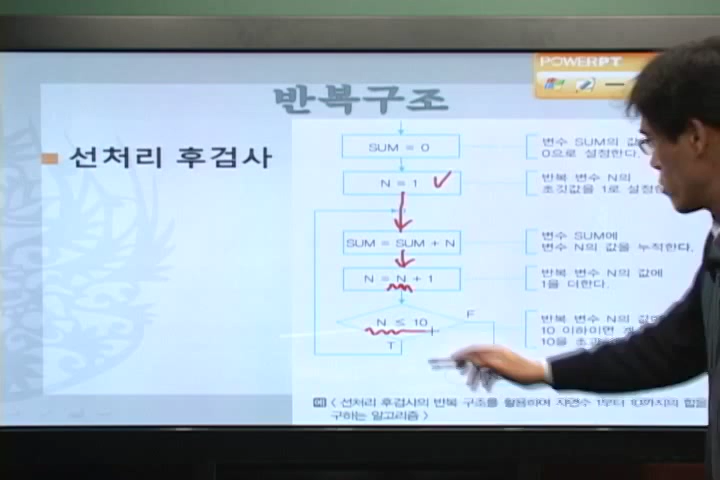 POWERPT
반복구조
선처리 후검사
SUM = 0
변수 SUM의 값
0으로 설정한다.
N = 1
반복 변수 N의
초깃값을 1로 설정한
SUM = SUM + N
변수 SUM에
변수 N의 값을 누적한다.
N = N + 1
반복 변수 N의 값에
1을 더한다.
N ≤ 10
F
T
반복 변수 N의 값
10 이하이면
10을
예 < 선처리 후검사의 반복 구조를 활용하여 자연수 1부터 10까지의 합을
구하는 알고리즘 >